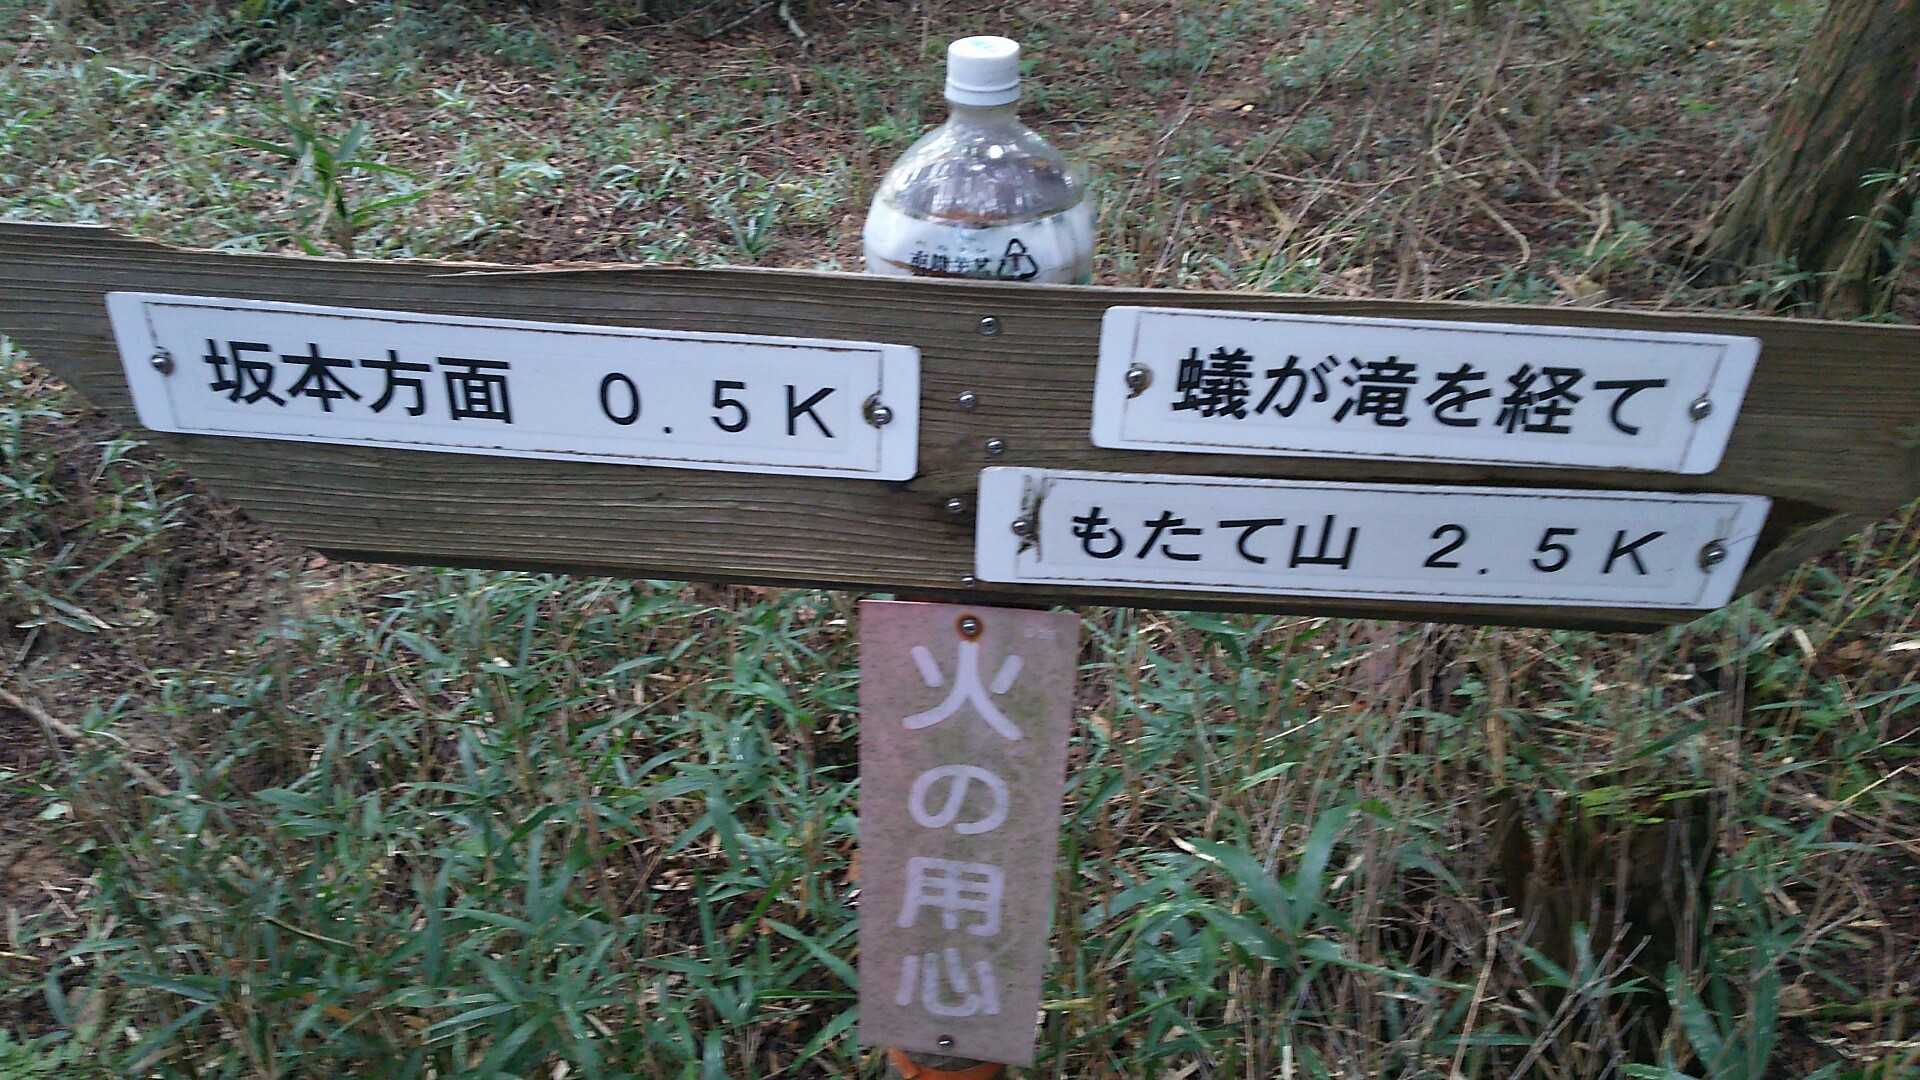 坂本方面 0.5K
蟻が滝を経て
もたて山 2.5K
火の用心